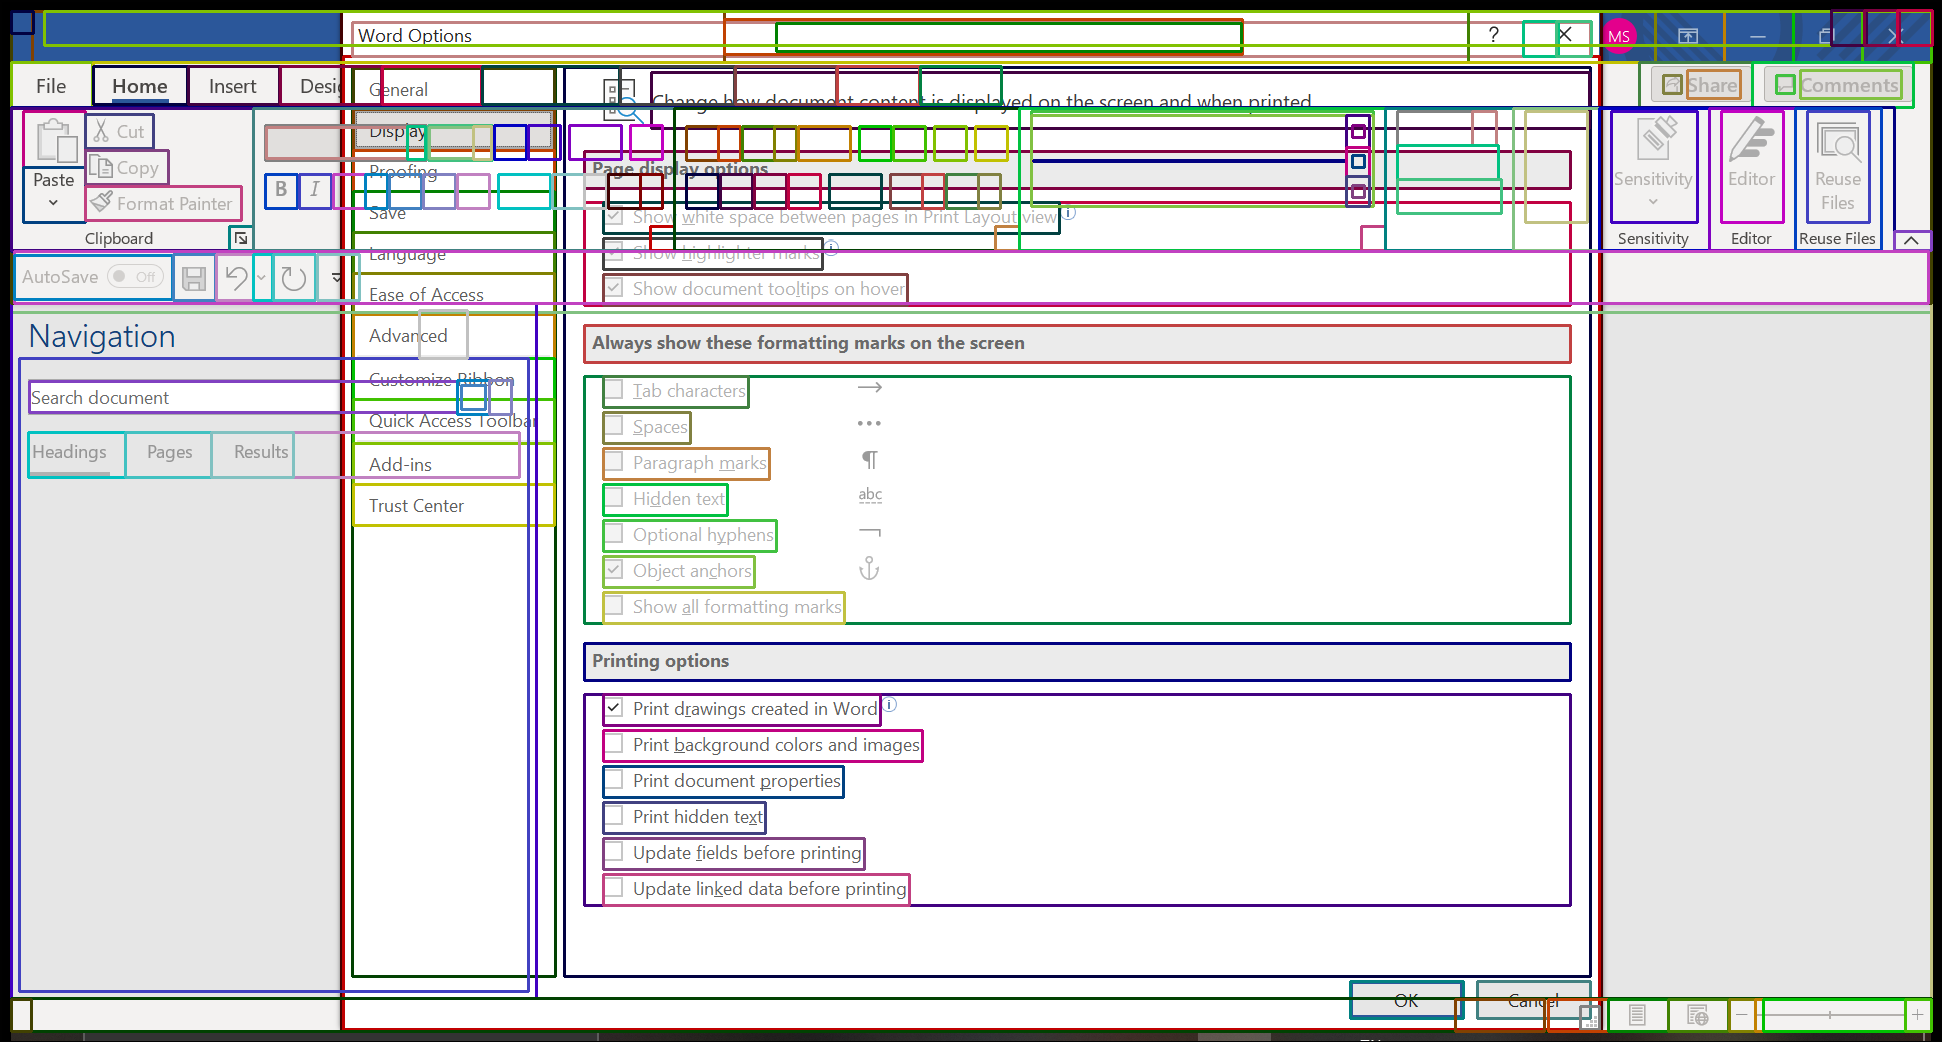 Word Options
?
MS
File
Home
Insert
General
Change how document content is displayed on the screen and when printed
Share
Comments
Cut
Copy
Paste
Format Painter
Clipboard
B
I
Display
Proofing
Save
Language
Ease of Access
Advanced
Customize Ribbon
Quick Access Toolbar
Add-ins
Trust Center
Page display options
Show white space between pages in Print Layout view
Show highlighter marks
Show document tooltips on hover
Sensitivity
Sensitivity
Editor
Editor
Reuse
Files
Reuse Files
AutoSave
Off
Navigation
Search document
Headings
Pages
Results
Always show these formatting marks on the screen
Tab characters →
Spaces •••
Paragraph marks ¶
Hidden text abc
Optional hyphens
Object anchors
Show all formatting marks
Printing options
Print drawings created in Word
Print background colors and images
Print document properties
Print hidden text
Update fields before printing
Update linked data before printing
OK
Cancel